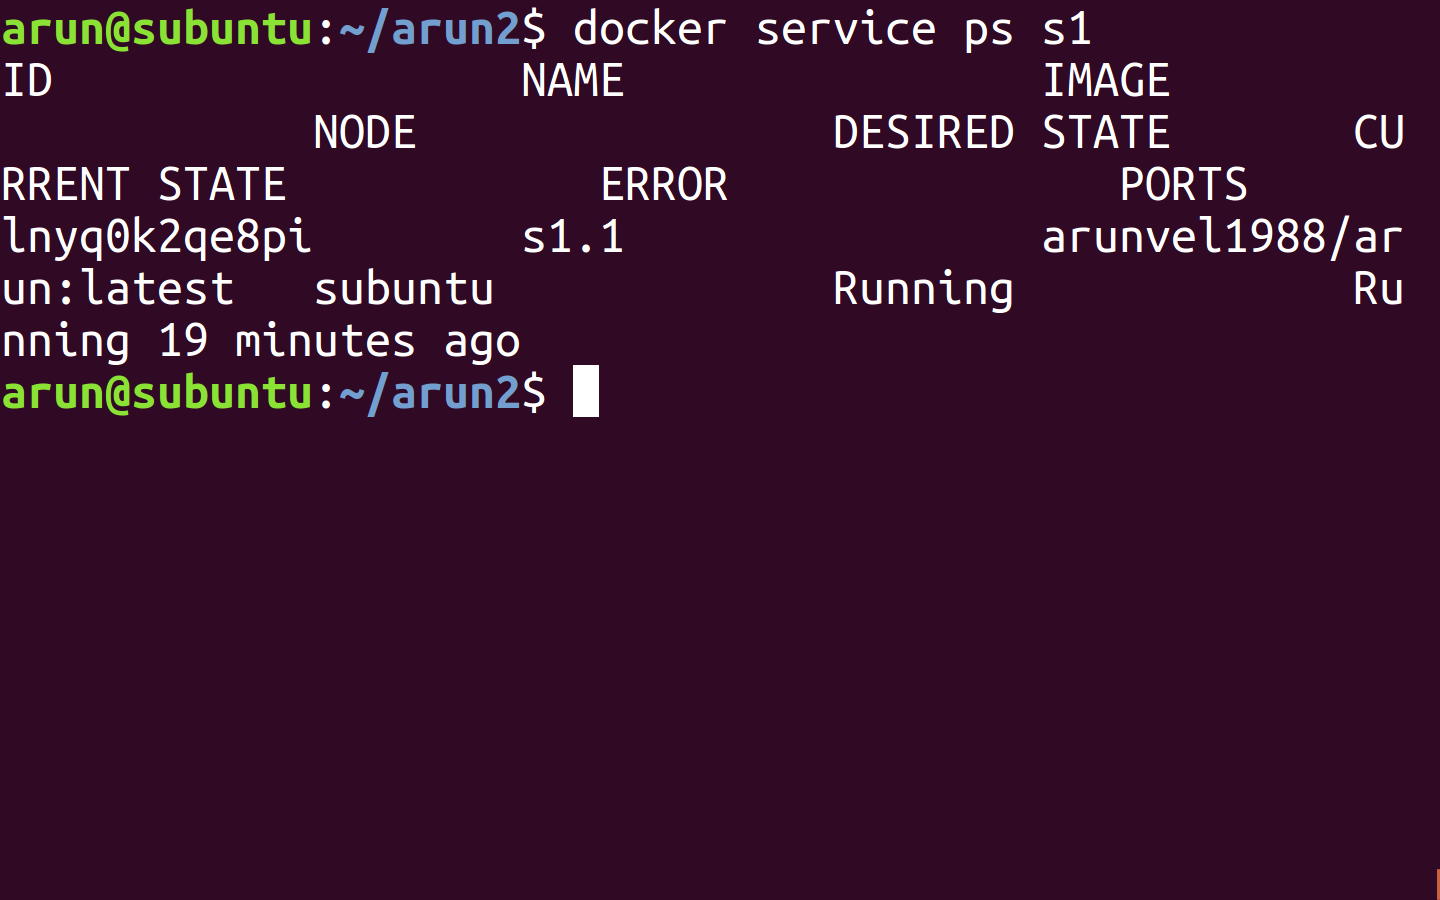 arun@subuntu:~/arun2$ docker service ps s1
ID                  NAME                IMAGE
            NODE                DESIRED STATE       CU
RRENT STATE            ERROR               PORTS
lnyq0k2qe8pi        s1.1                arunvel1988/ar
un:latest   subuntu             Running             Ru
nning 19 minutes ago
arun@subuntu:~/arun2$